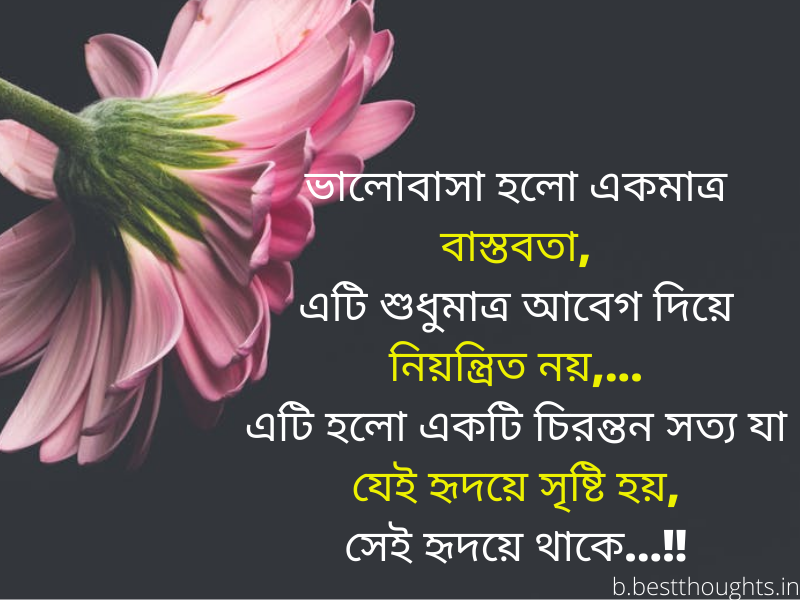 ভালোবাসা হলো একমাত্র
বাস্তবতা,
এটি শুধুমাত্র আবেগ দিয়ে
নিয়ন্ত্রিত নয়,...
এটি হলো একটি চিরন্তন সত্য যা
যেই হৃদয়ে সৃষ্টি হয়,
সেই হৃদয়ে থাকে...!!
b.bestthoughts.in